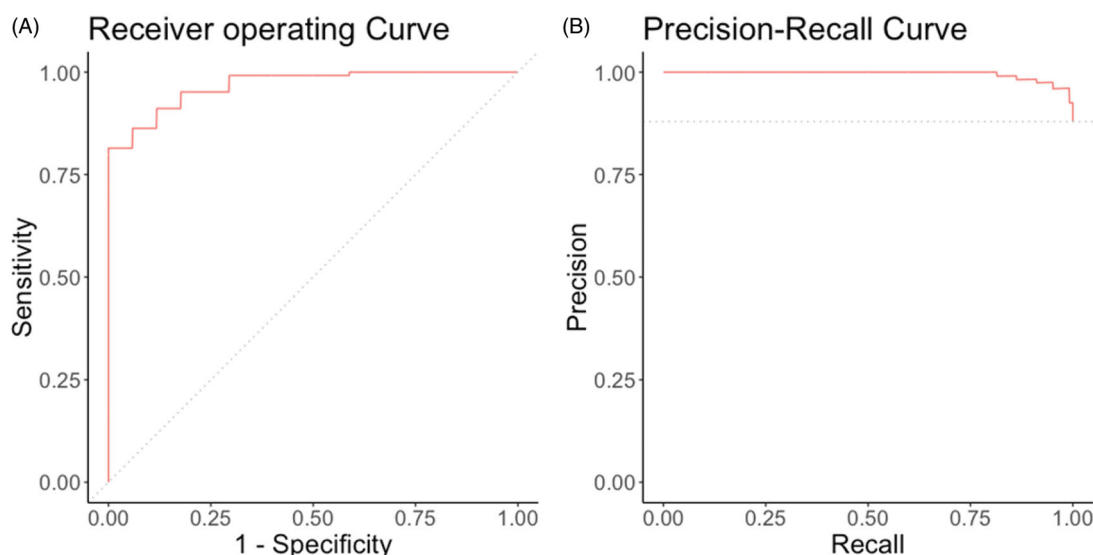 (A)
Receiver operating Curve
1.00
0.75
0.50
0.25
0.00
Sensitivity
0.00 0.25 0.50 0.75 1.00
1 - Specificity
(B)
Precision-Recall Curve
1.00
0.75
0.50
0.25
0.00
Precision
0.00 0.25 0.50 0.75 1.00
Recall